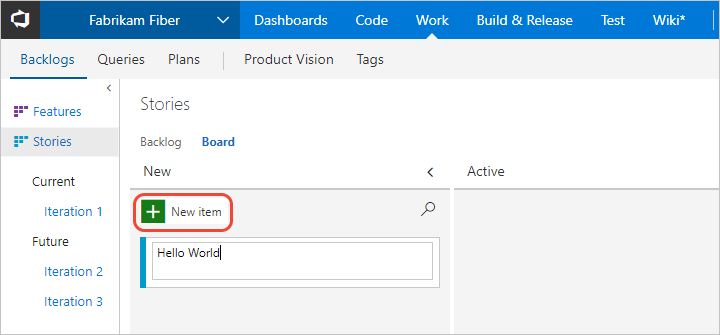 Fabrikam Fiber Dashboards Code Work Build & Release Test Wiki*
Backlogs Queries Plans Product Vision Tags
Features
Stories
Current
Iteration 1
Future
Iteration 2
Iteration 3
Stories
Backlog Board
New Active
New item
Hello World